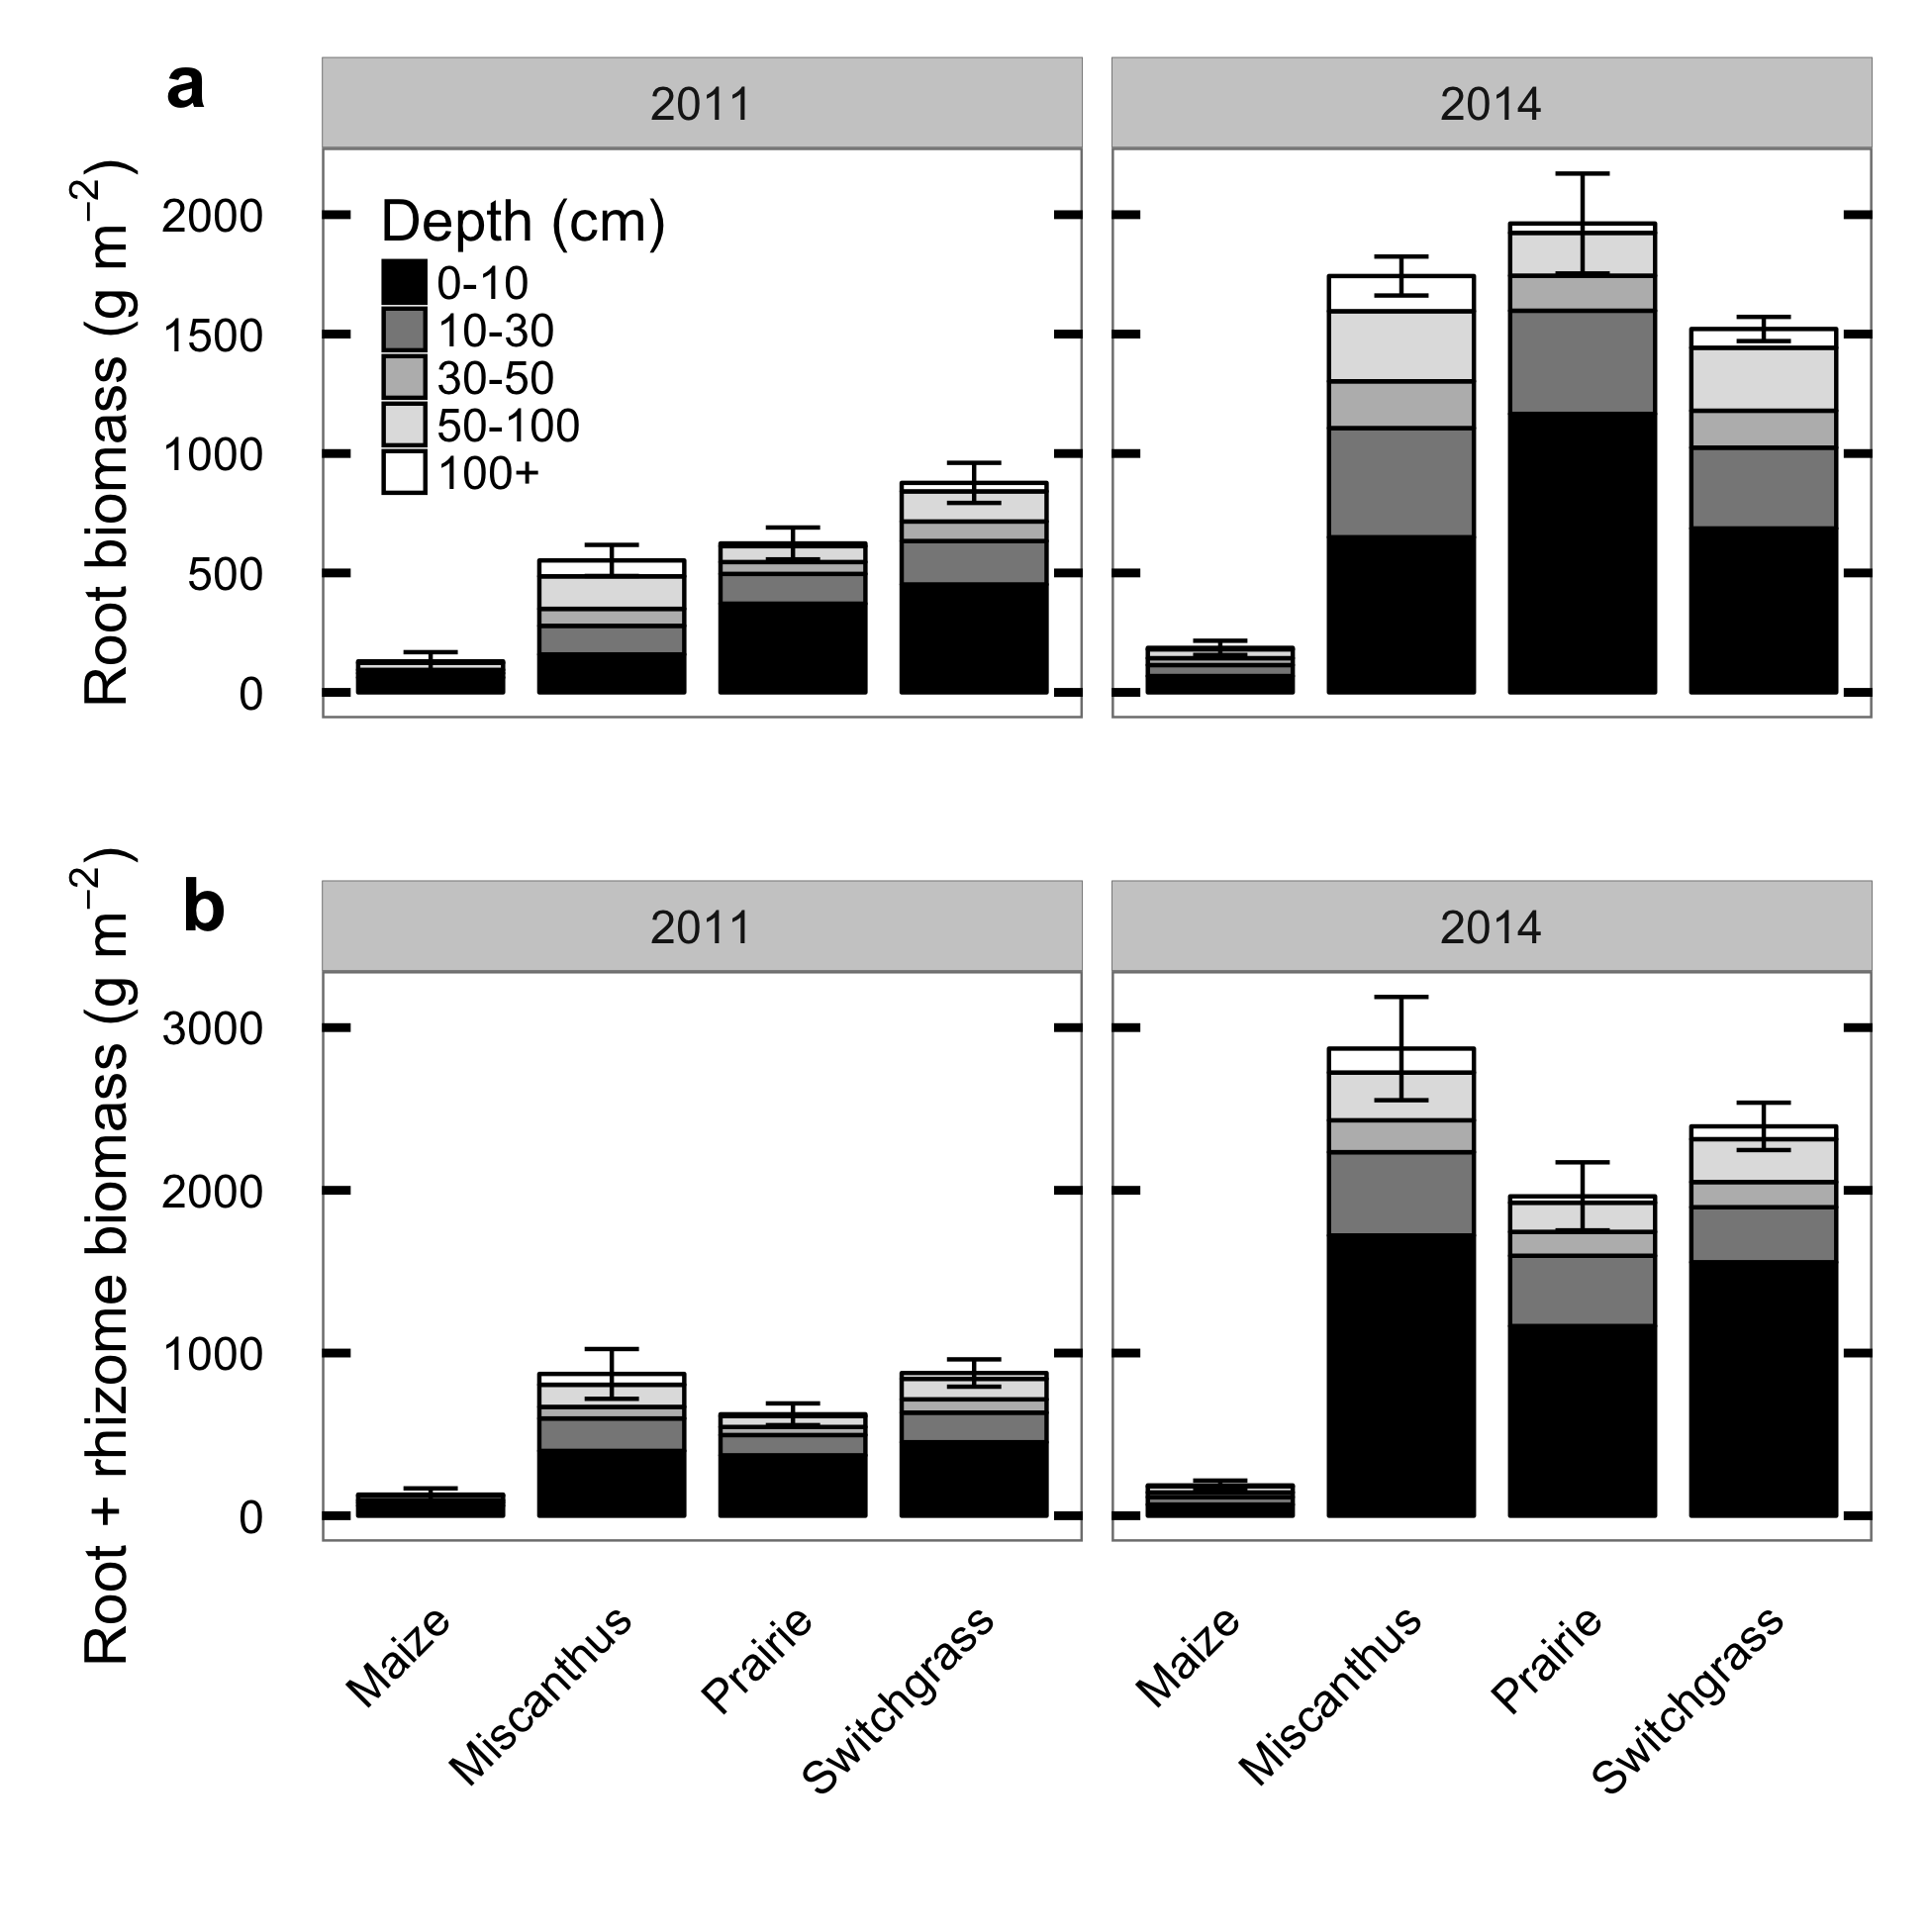 a
2011
2014
Root biomass (g m−2)
2000
1500
1000
500
0
Depth (cm)
0-10
10-30
30-50
50-100
100+
b
2011
2014
Root + rhizome biomass (g m−2)
3000
2000
1000
0
Maize
Miscanthus
Prairie
Switchgrass
Maize
Miscanthus
Prairie
Switchgrass